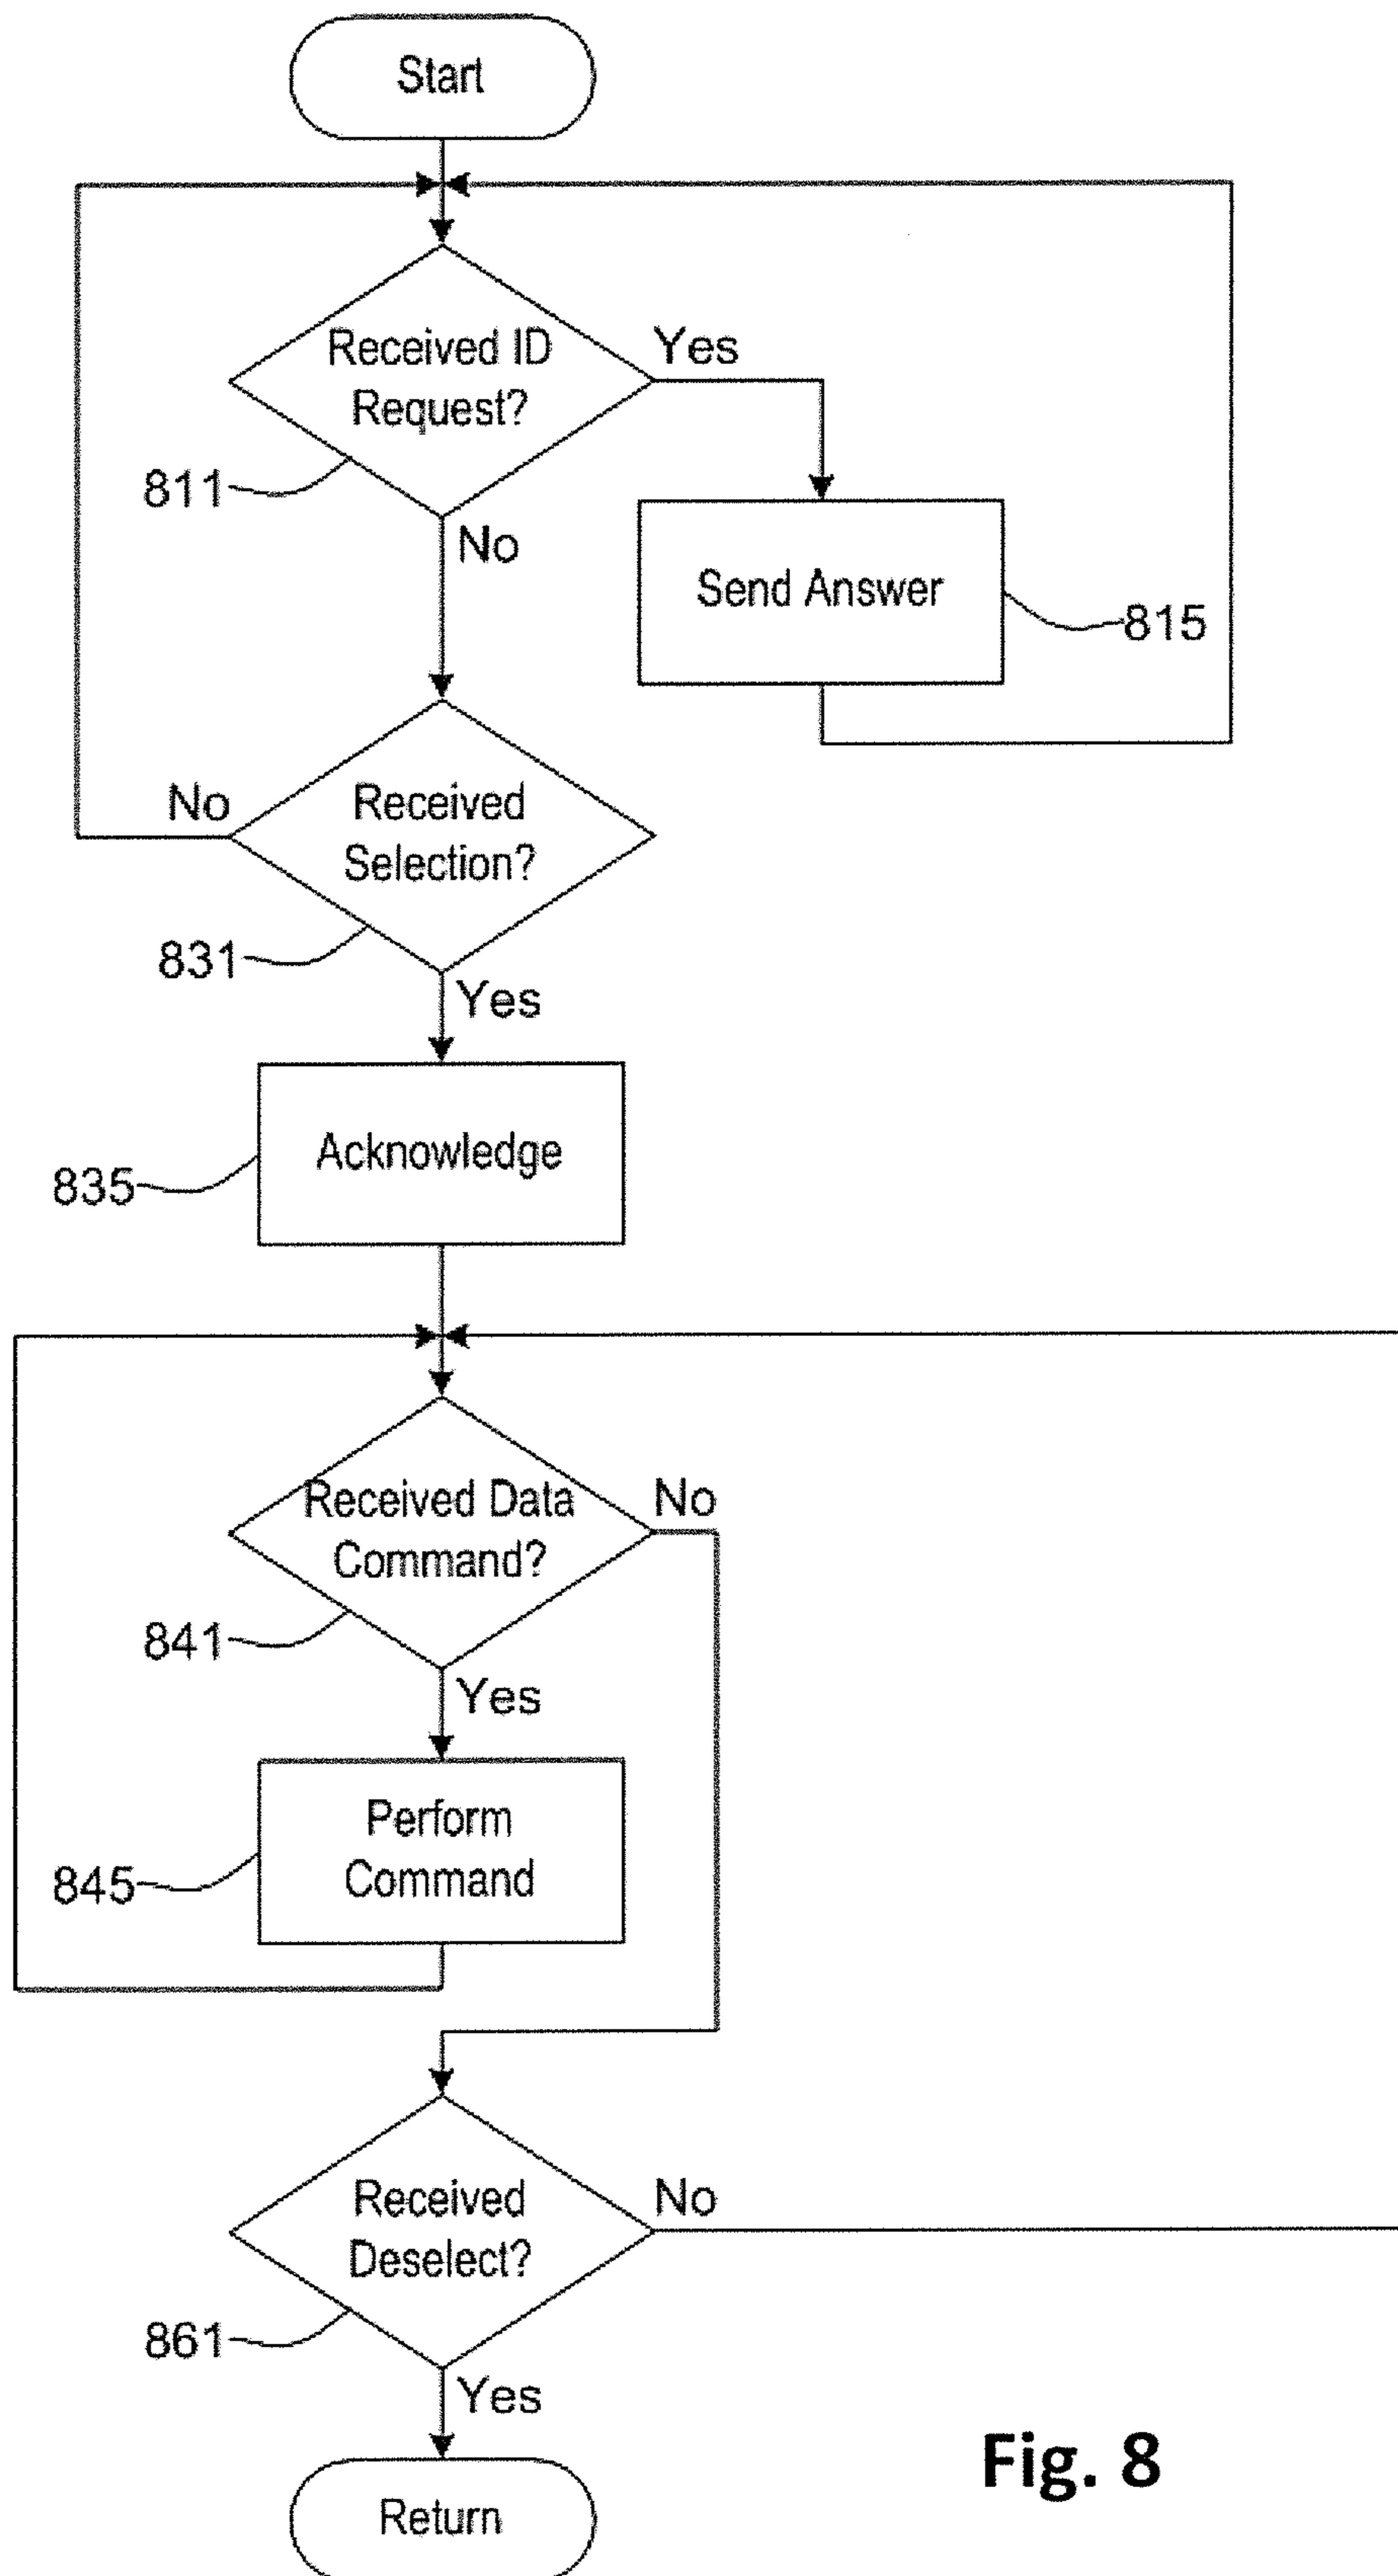 Start
Received ID
Request?
Yes
811
No
Send Answer
815
No
Received
Selection?
831
Yes
Acknowledge
835
Received Data
Command?
No
841
Yes
Perform
Command
845
Received
Deselect?
No
861
Yes
Return
Fig. 8